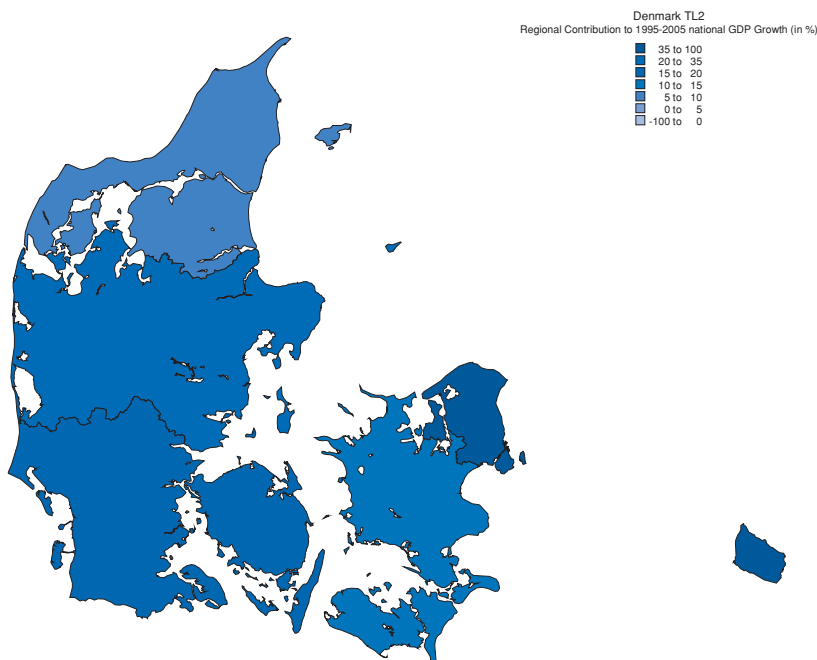 Denmark TL2
Regional Contribution to 1995-2005 national GDP Growth (in %)
35 to 100
20 to 35
15 to 20
10 to 15
5 to 10
0 to 5
-100 to 0